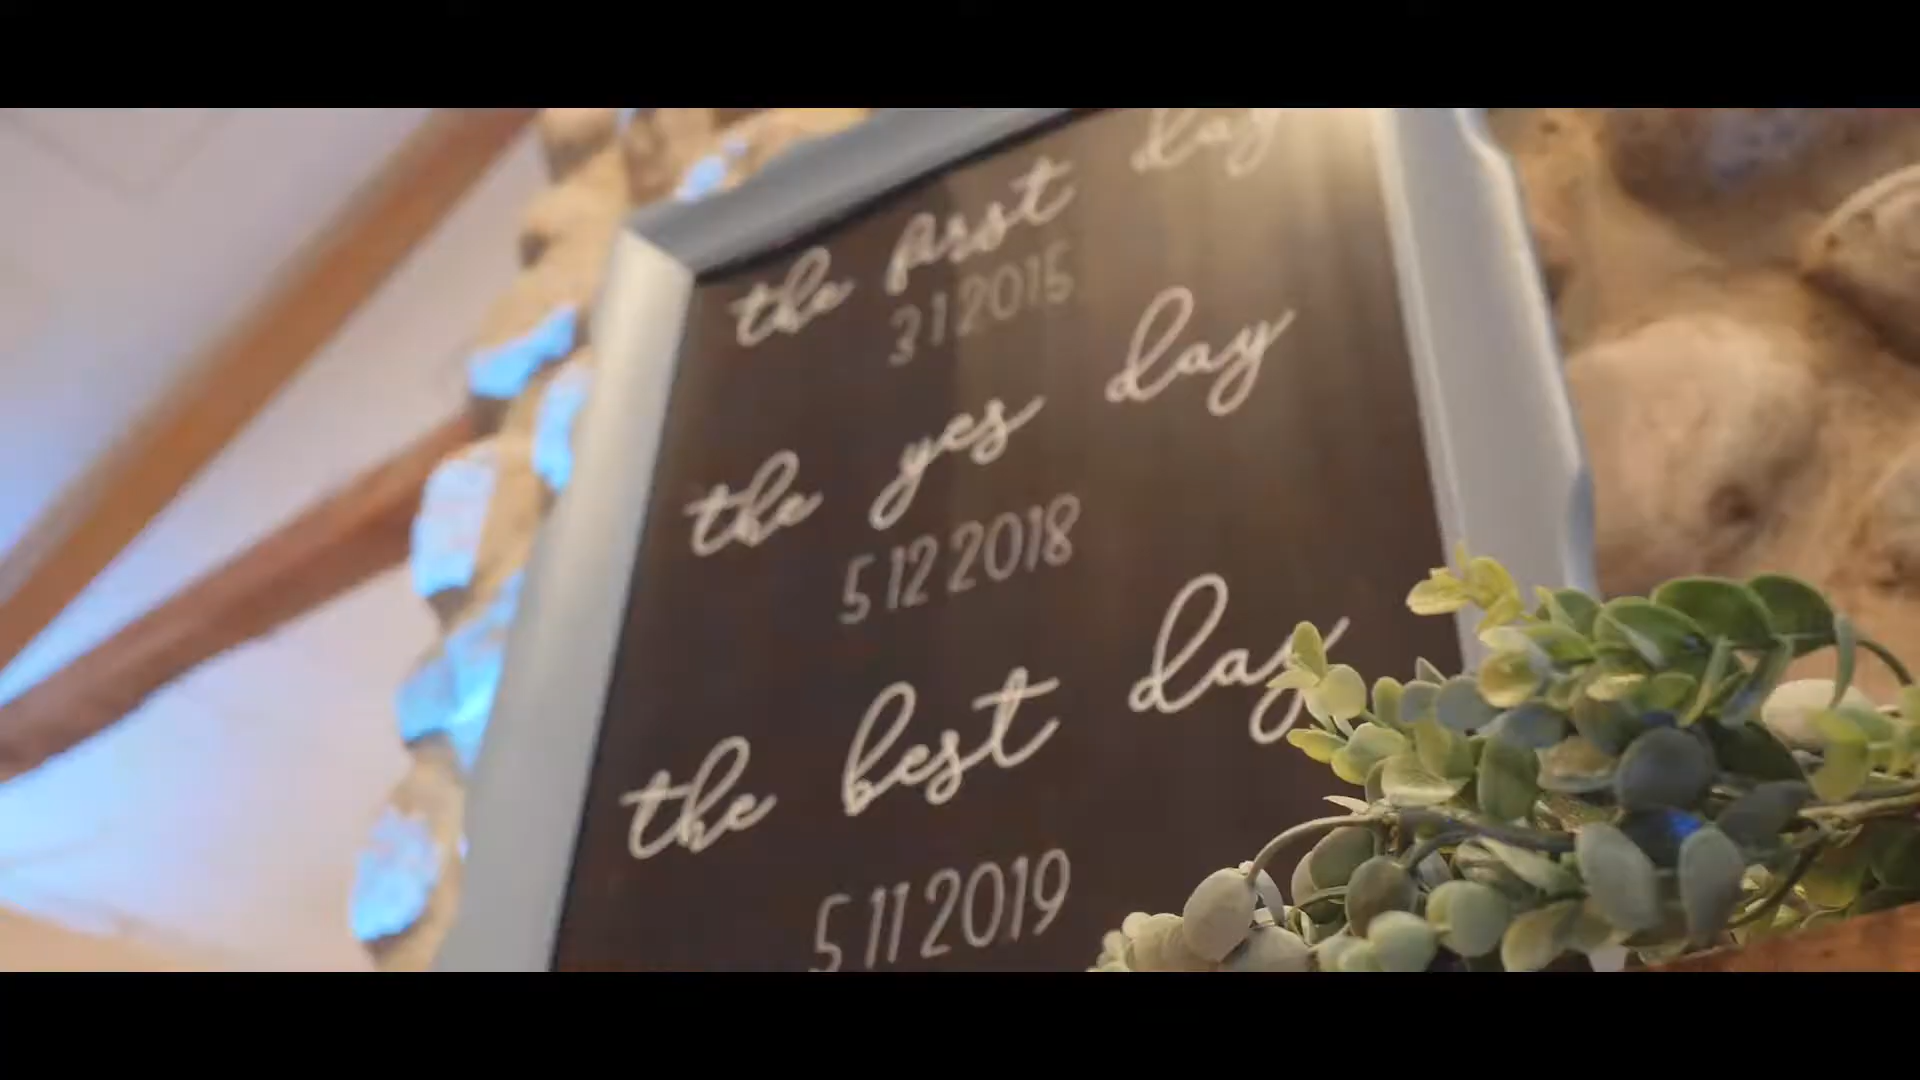 the first day
3 1 2015
the yes day
5 12 2018
the best day
5 11 2019